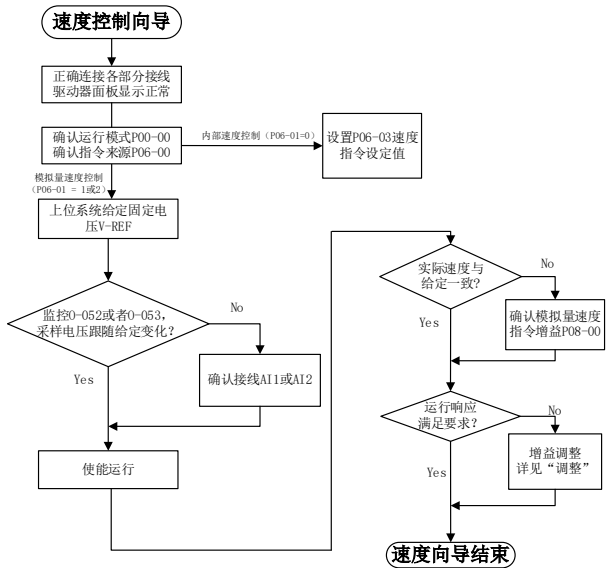 速度控制向导
正确连接各部分接线
驱动器面板显示正常
确认运行模式P00-00
确认指令来源P06-00
内部速度控制（P06-01=0）
设置P06-03速度
指令设定值
模拟量速度控制
（P06-01 = 1或2）
上位系统给定固定电
压V-REF
监控0-052或者0-053，
采样电压跟随给定变化？
No
Yes
确认接线AI1或AI2
使能运行
实际速度与
给定一致？
No
Yes
确认模拟量速度
指令增益P08-00
运行响应
满足要求？
No
Yes
增益调整
详见“调整”
速度向导结束